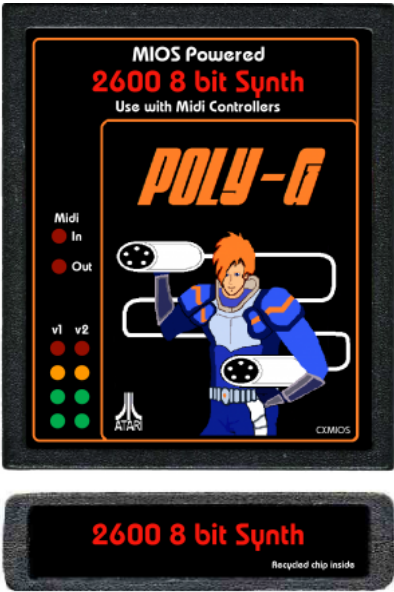 MIOS Powered
2600 8 bit Synth
Use with Midi Controllers
POLY-G
Midi
In
Out
v1 v2
ATARI
CXMIOS
2600 8 bit Synth
Recycled chip inside